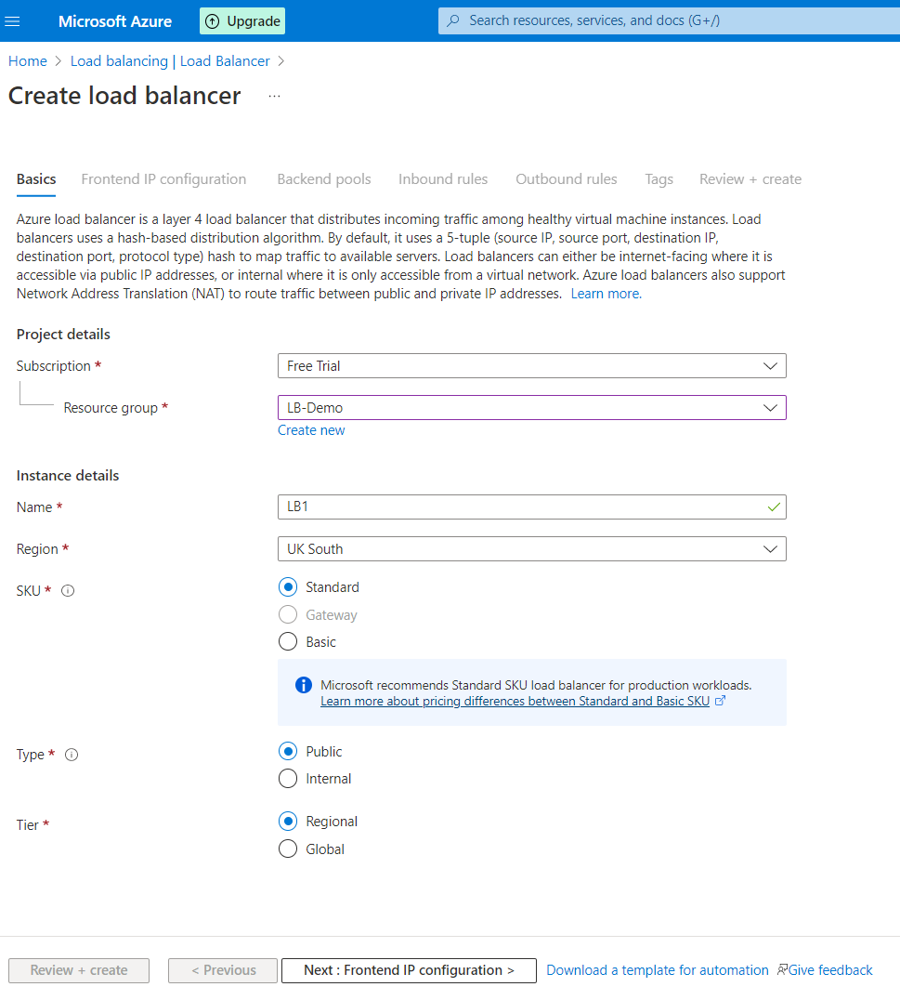 Microsoft Azure
Upgrade
Search resources, services, and docs (G+/)
Home > Load balancing | Load Balancer >
Create load balancer ...
Basics Frontend IP configuration Backend pools Inbound rules Outbound rules Tags Review + create
Azure load balancer is a layer 4 load balancer that distributes incoming traffic among healthy virtual machine instances. Load
balancers uses a hash-based distribution algorithm. By default, it uses a 5-tuple (source IP, source port, destination IP,
destination port, protocol type) hash to map traffic to available servers. Load balancers can either be internet-facing where it is
accessible via public IP addresses, or internal where it is only accessible from a virtual network. Azure load balancers also support
Network Address Translation (NAT) to route traffic between public and private IP addresses. Learn more.
Project details
Subscription *
Free Trial
Resource group *
LB-Demo
Create new
Instance details
Name *
LB1
Region *
UK South
SKU *
Standard
Gateway
Basic
Microsoft recommends Standard SKU load balancer for production workloads.
Learn more about pricing differences between Standard and Basic SKU
Type *
Public
Internal
Tier *
Regional
Global
Review + create
< Previous
Next : Frontend IP configuration >
Download a template for automation
Give feedback